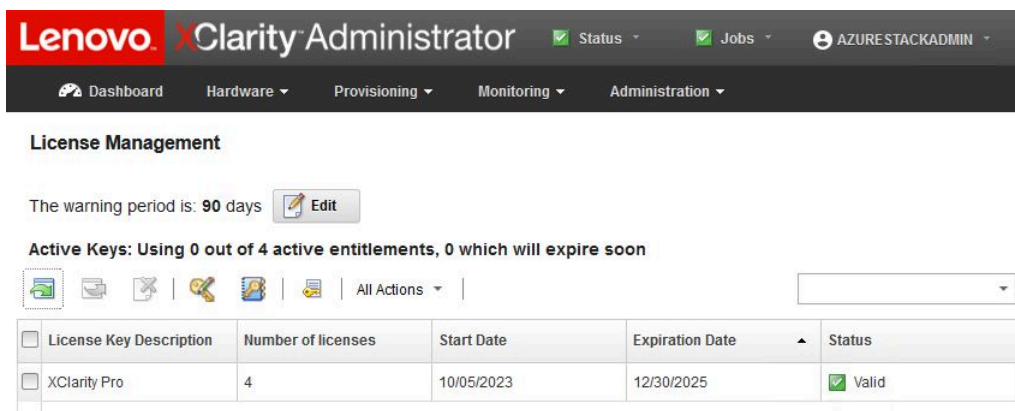 Lenovo. XClarity Administrator Status Jobs AZURESTACKADMIN
Dashboard Hardware Provisioning Monitoring Administration
License Management
The warning period is: 90 days Edit
Active Keys: Using 0 out of 4 active entitlements, 0 which will expire soon
All Actions
License Key Description Number of licenses Start Date Expiration Date Status
XClarity Pro 4 10/05/2023 12/30/2025 Valid